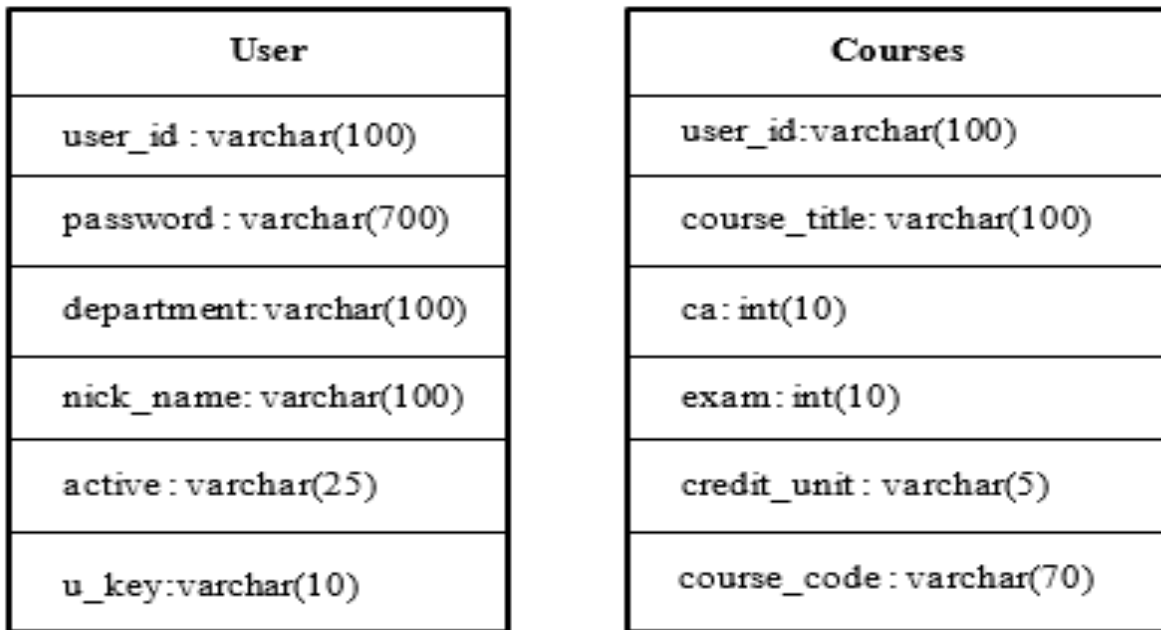 User
user_id : varchar(100)
password : varchar(700)
department: varchar(100)
nick_name: varchar(100)
active : varchar(25)
u_key:varchar(10)
Courses
user_id:varchar(100)
course_title: varchar(100)
ca: int(10)
exam: int(10)
credit_unit : varchar(5)
course_code : varchar(70)